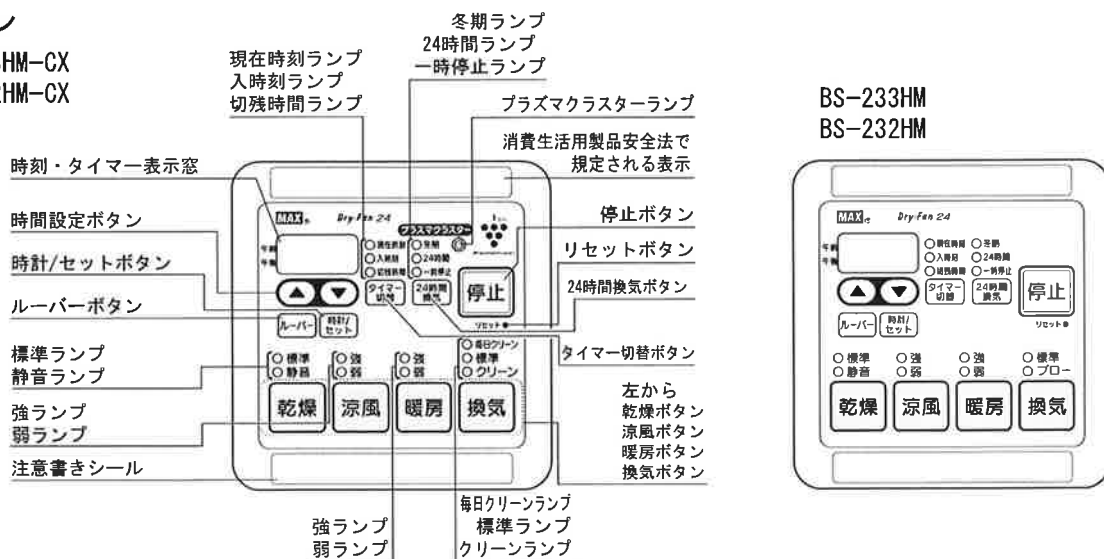 ン
HM-CX
HM-CX
冬期ランプ
24時間ランプ
一時停止ランプ
現在時刻ランプ
入時刻ランプ
切残時間ランプ
プラズマクラスターランプ
消費生活用製品安全法で
規定される表示
時刻・タイマー表示窓
時間設定ボタン
時計/セットボタン
ルーバーボタン
標準ランプ
静音ランプ
強ランプ
弱ランプ
注意書きシール
停止ボタン
リセットボタン
24時間換気ボタン
タイマー切替ボタン
左から
乾燥ボタン
涼風ボタン
暖房ボタン
換気ボタン
強ランプ
弱ランプ
毎日クリーンランプ
標準ランプ
クリーンランプ
MAX Dry-Fan 24
プラズマクラスター
午前
午後
現在時刻 冬期
入時刻 24時間
切残時間 一時停止
タイマー切替 24時間換気 停止
ルーバー 時計/セット リセット
毎日クリーン
標準 強 強 標準
静音 弱 弱 クリーン
乾燥 涼風 暖房 換気
BS-233HM
BS-232HM
MAX Dry-Fan 24
午前
午後
現在時刻 冬期
入時刻 24時間
切残時間 一時停止
タイマー切替 24時間換気 停止
ルーバー 時計/セット リセット
標準 強 強 標準
静音 弱 弱 ブロー
乾燥 涼風 暖房 換気